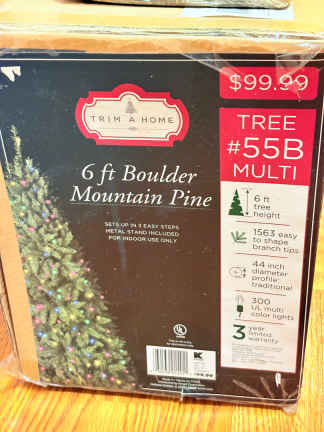 $99.99
TRIM A HOME
TREE
#55B
MULTI
6 ft Boulder
Mountain Pine
SETS UP IN 3 EASY STEPS
METAL STAND INCLUDED
FOR INDOOR USE ONLY
6 ft
tree
height
1563 easy
to shape
branch tips
44 inch
diameter
profile:
traditional
300
UL multi
color lights
3 year
limited
warranty
UL